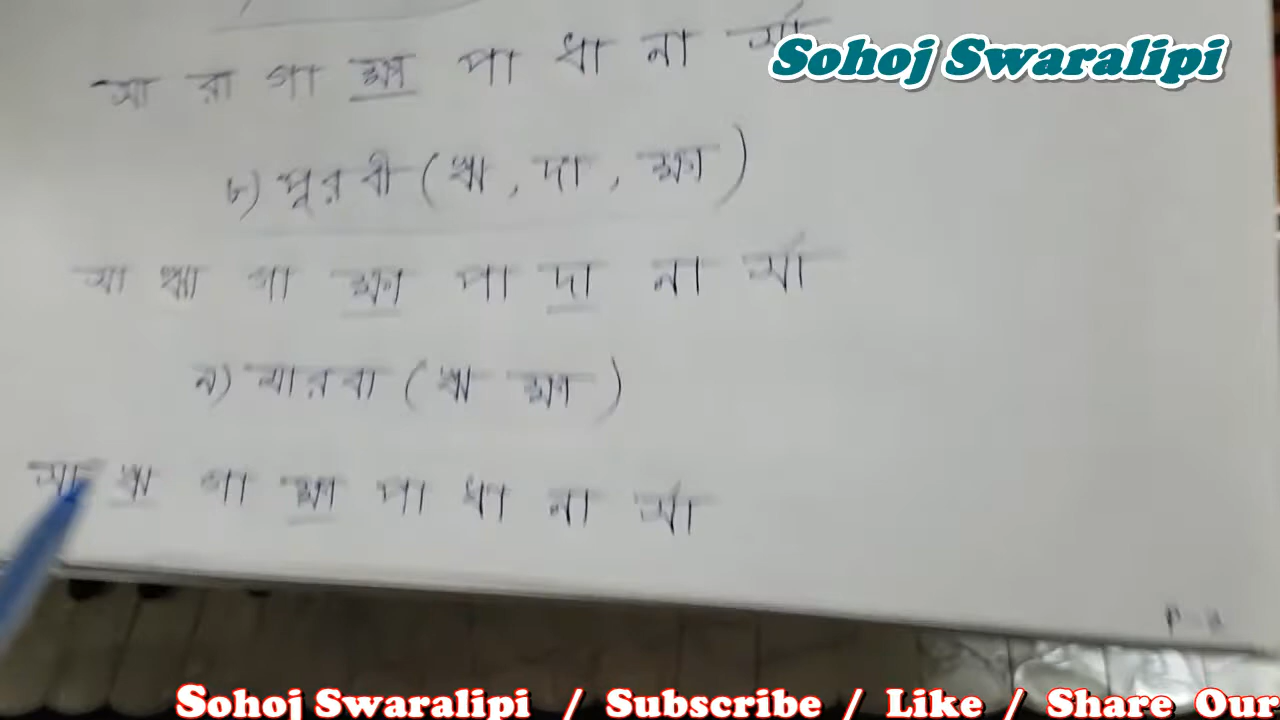 সা রা গা হ্মা পা ধা না র্সা
Sohoj Swaralipi
৮) পুরবী (ঋ, দা, হ্মা)
সা ঋা গা হ্মা পা দা না র্সা
৯) মারবা (ঋ হ্মা)
সা ঋ গা হ্মা পা ধা না র্সা
Sohoj Swaralipi / Subscribe / Like / Share Our